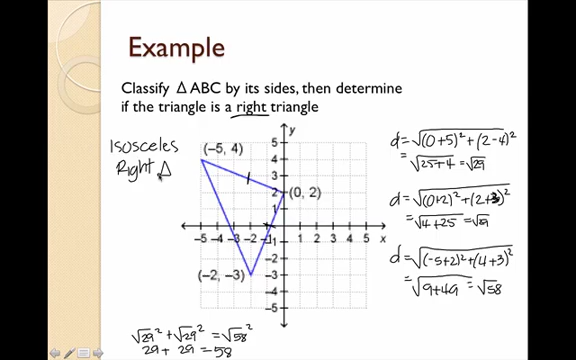 Example
Classify Δ ABC by its sides, then determine
if the triangle is a right triangle
Isosceles
Right Δ
(−5, 4)
(0, 2)
(−2, −3)
y
x
5
4
3
2
1
−5 −4 −3 −2 −1 1 2 3 4 5
−2
−3
−4
−5
d = √(0+5)² + (2−4)²
= √25+4 = √29
d = √(0+2)² + (2+3)²
= √4+25 = √29
d = √(−5+2)² + (4+3)²
= √9+49 = √58
√29² + √29² = √58²
29 + 29 = 58